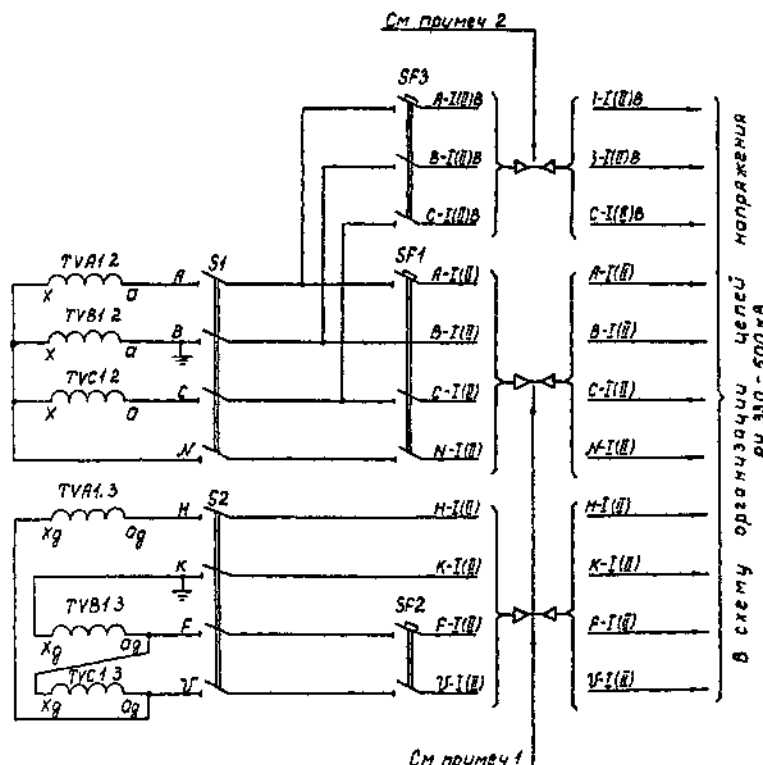 См примеч 2
SF3
A-I(II)В
В-I(II)В
С-I(II)В
I-I(II)В
З-I(II)В
С-I(II)В
TVA1.2
x a
A
S1
SF1
A-I(II)
A-I(II)
TVB1.2
x a
B
B-I(II)
B-I(II)
TVC1.2
x a
C
C-I(II)
C-I(II)
N
N-I(II)
N-I(II)
TVA1.3
xg ag
H
S2
H-I(II)
H-I(II)
K
K-I(II)
K-I(II)
TVB1.3
xg ag
F
SF2
F-I(II)
F-I(II)
TVC1.3
xg ag
U
U-I(II)
U-I(II)
См примеч 1
В схему организации цепей напряжения
РУ 330-500 кВ